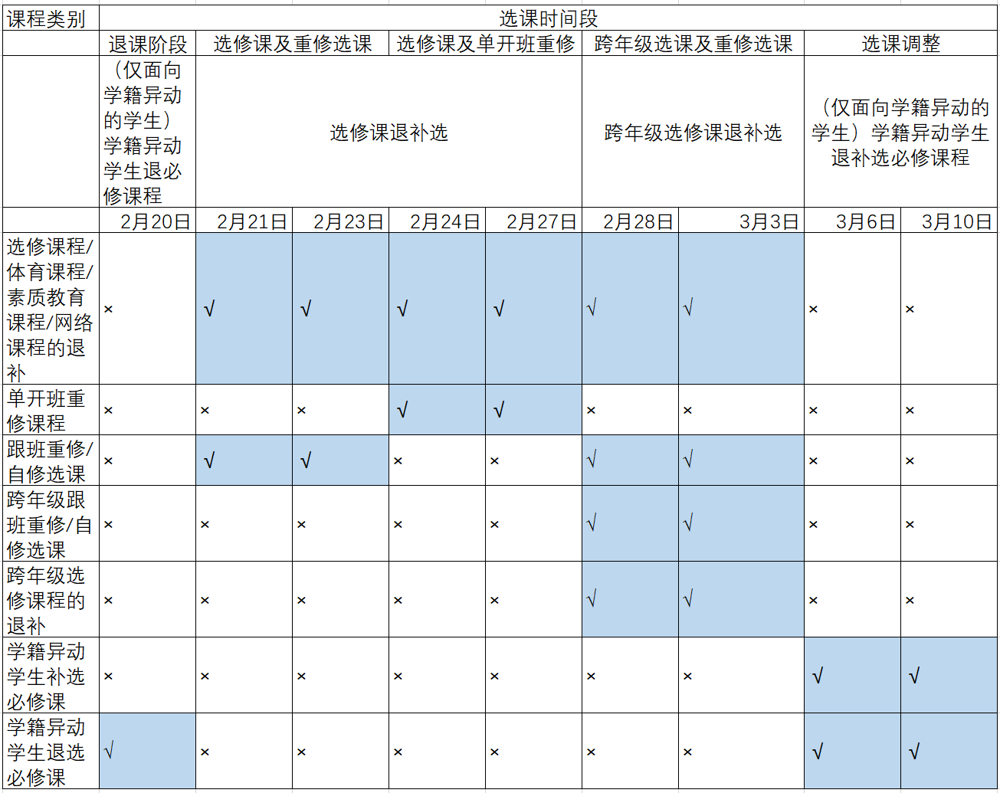 课程类别
选课时间段
退课阶段
选修课及重修选课
选修课及单开班重修
跨年级选课及重修选课
选课调整
（仅面向
学籍异动
的学生）
学籍异动
学生退必
修课程
选修课退补选
跨年级选修课退补选
（仅面向学籍异动的
学生）学籍异动学生
退补选必修课程
2月20日
2月21日
2月23日
2月24日
2月27日
2月28日
3月3日
3月6日
3月10日
选修课程/
体育课程/
素质教育
课程/网络
课程的退
补
×
√
√
√
√
√
√
×
×
单开班重
修课程
×
×
×
√
√
×
×
×
×
跟班重修/
自修选课
×
√
√
×
×
√
√
×
×
跨年级跟
班重修/自
修选课
×
×
×
×
×
√
√
×
×
跨年级选
修课程的
退补
×
×
×
×
×
√
√
×
×
学籍异动
学生补选
必修课
×
×
×
×
×
×
×
√
√
学籍异动
学生退选
必修课
√
×
×
×
×
×
×
√
√